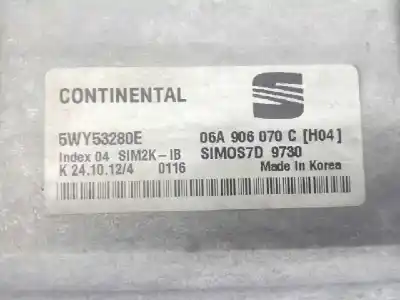 CONTINENTAL
5WY53280E 06A 906 070 C [H04]
Index 04 SIM2K-IB SIMOS7D 9730
K 24.10.12/4 0116 Made in Korea